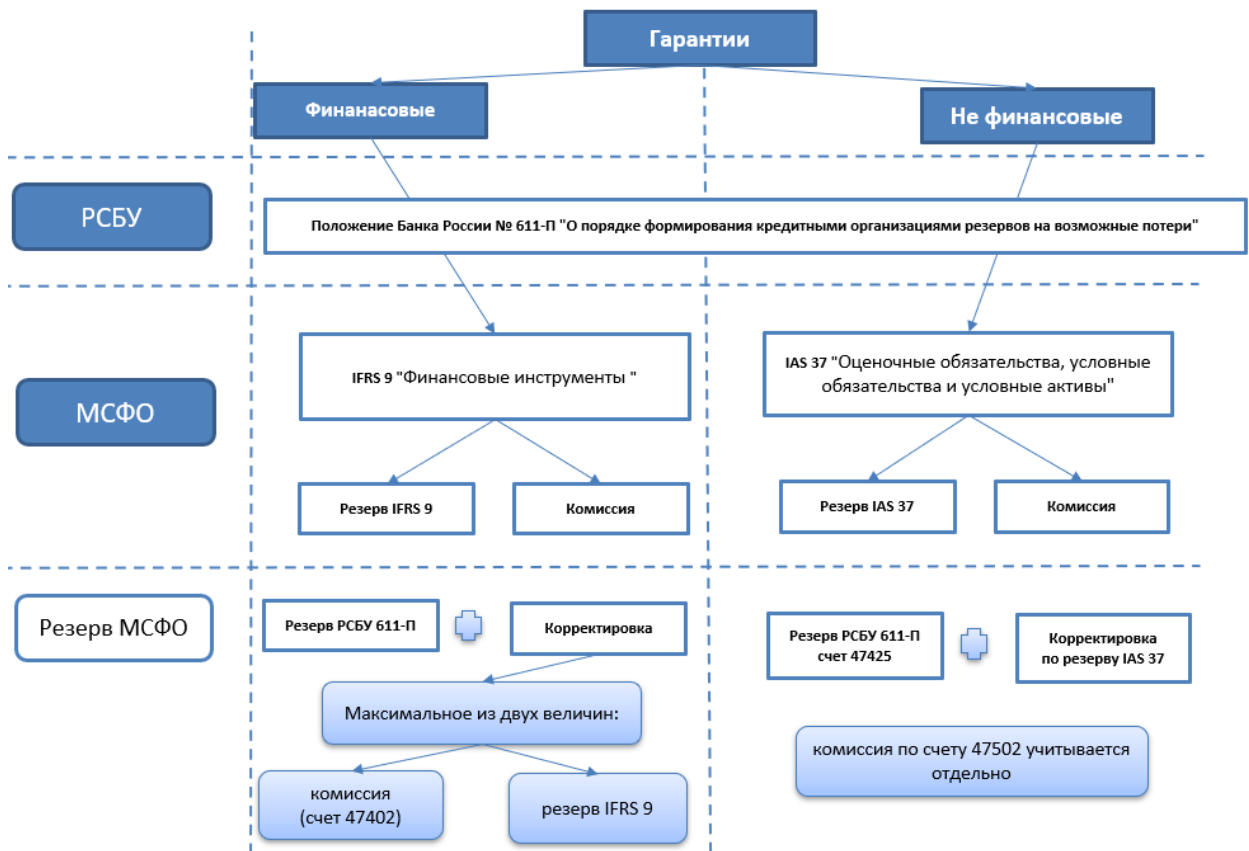 Гарантии
Финанасовые
Не финансовые
РСБУ
Положение Банка России № 611-П "О порядке формирования кредитными организациями резервов на возможные потери"
МСФО
IFRS 9 "Финансовые инструменты "
IAS 37 "Оценочные обязательства, условные
обязательства и условные активы"
Резерв IFRS 9
Комиссия
Резерв IAS 37
Комиссия
Резерв МСФО
Резерв РСБУ 611-П
Корректировка
Резерв РСБУ 611-П
счет 47425
Корректировка
по резерву IAS 37
Максимальное из двух величин:
комиссия
(счет 47402)
резерв IFRS 9
комиссия по счету 47502 учитывается
отдельно